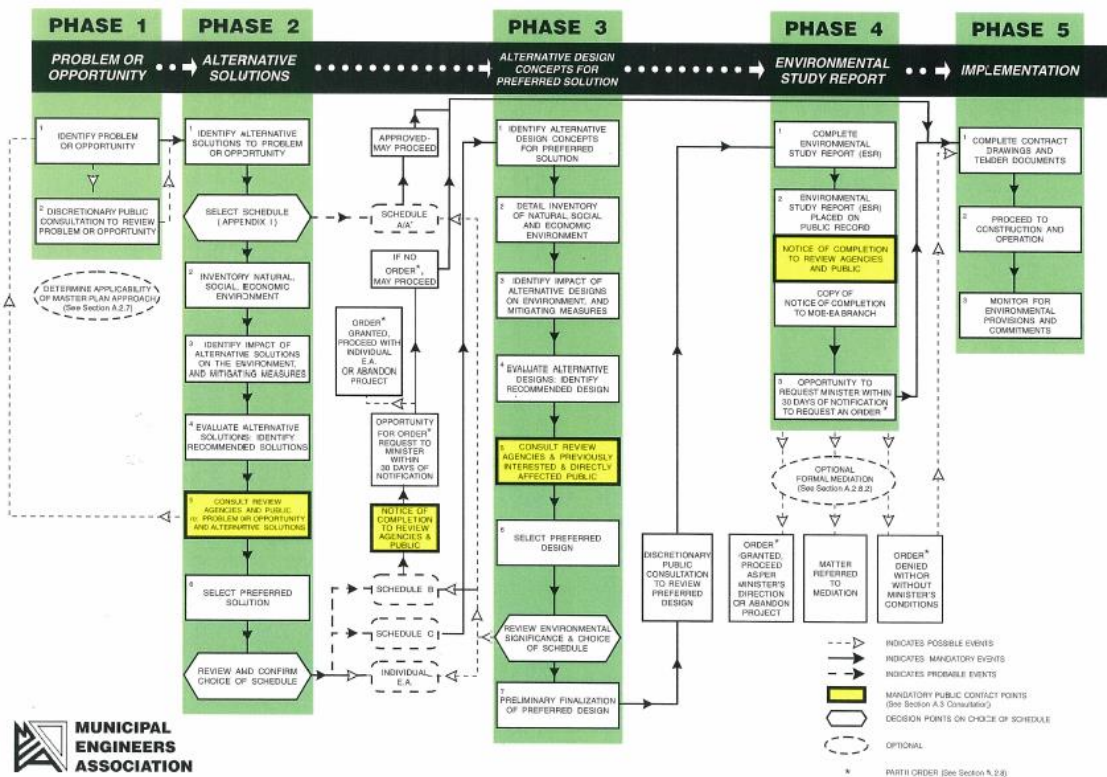 PHASE 1
PROBLEM OR
OPPORTUNITY
1
IDENTIFY PROBLEM
OR OPPORTUNITY
2
DISCRETIONARY PUBLIC
CONSULTATION TO REVIEW
PROBLEM OR OPPORTUNITY
DETERMINE APPLICABILITY
OF MASTER PLAN APPROACH
(See Section A.2.7)
PHASE 2
ALTERNATIVE
SOLUTIONS
1
IDENTIFY ALTERNATIVE
SOLUTIONS TO PROBLEM
OR OPPORTUNITY
SELECT SCHEDULE
(APPENDIX I)
2
INVENTORY NATURAL,
SOCIAL, ECONOMIC
ENVIRONMENT
3
IDENTIFY IMPACT OF
ALTERNATIVE SOLUTIONS
ON THE ENVIRONMENT,
AND MITIGATING MEASURES
4
EVALUATE ALTERNATIVE
SOLUTIONS: IDENTIFY
RECOMMENDED SOLUTIONS
5
CONSULT REVIEW
AGENCIES AND PUBLIC
re: PROBLEM OR OPPORTUNITY
AND ALTERNATIVE SOLUTIONS
6
SELECT PREFERRED
SOLUTION
REVIEW AND CONFIRM
CHOICE OF SCHEDULE
APPROVED-
MAY PROCEED
SCHEDULE
A/A+
IF NO
ORDER*,
MAY PROCEED
ORDER*
GRANTED,
PROCEED WITH
INDIVIDUAL
E.A.
OR ABANDON
PROJECT
OPPORTUNITY
FOR ORDER*
REQUEST TO
MINISTER
WITHIN
30 DAYS OF
NOTIFICATION
NOTICE OF
COMPLETION
TO REVIEW
AGENCIES &
PUBLIC
SCHEDULE B
SCHEDULE C
INDIVIDUAL
E.A.
PHASE 3
ALTERNATIVE DESIGN
CONCEPTS FOR
PREFERRED SOLUTION
1
IDENTIFY ALTERNATIVE
DESIGN CONCEPTS
FOR PREFERRED
SOLUTION
2
DETAIL INVENTORY
OF NATURAL, SOCIAL
AND ECONOMIC
ENVIRONMENT
3
IDENTIFY IMPACT OF
ALTERNATIVE DESIGNS
ON ENVIRONMENT, AND
MITIGATING MEASURES
4
EVALUATE ALTERNATIVE
DESIGNS: IDENTIFY
RECOMMENDED DESIGN
5
CONSULT REVIEW
AGENCIES & PREVIOUSLY
INTERESTED & DIRECTLY
AFFECTED PUBLIC
6
SELECT PREFERRED
DESIGN
REVIEW ENVIRONMENTAL
SIGNIFICANCE & CHOICE
OF SCHEDULE
7
PRELIMINARY FINALIZATION
OF PREFERRED DESIGN
DISCRETIONARY
PUBLIC
CONSULTATION
TO REVIEW
PREFERRED
DESIGN
PHASE 4
ENVIRONMENTAL
STUDY REPORT
1
COMPLETE
ENVIRONMENTAL
STUDY REPORT (ESR)
2
ENVIRONMENTAL
STUDY REPORT (ESR)
PLACED ON
PUBLIC RECORD
NOTICE OF COMPLETION
TO REVIEW AGENCIES
AND PUBLIC
COPY OF
NOTICE OF COMPLETION
TO MOE-EA BRANCH
3
OPPORTUNITY TO
REQUEST MINISTER WITHIN
30 DAYS OF NOTIFICATION
TO REQUEST AN ORDER*
OPTIONAL
FORMAL MEDIATION
(See Section A.2.8.2)
ORDER*
GRANTED,
PROCEED AS PER
MINISTER'S
DIRECTION
OR ABANDON
PROJECT
MATTER
REFERRED
TO
MEDIATION
ORDER*
DENIED
WITH OR
WITHOUT
MINISTER'S
CONDITIONS
PHASE 5
IMPLEMENTATION
1
COMPLETE CONTRACT
DRAWINGS AND
TENDER DOCUMENTS
2
PROCEED TO
CONSTRUCTION AND
OPERATION
3
MONITOR FOR
ENVIRONMENTAL
PROVISIONS AND
COMMITMENTS
INDICATES POSSIBLE EVENTS
INDICATES MANDATORY EVENTS
INDICATES PROBABLE EVENTS
MANDATORY PUBLIC CONTACT POINTS
(See Section A.3 Consultation)
DECISION POINTS ON CHOICE OF SCHEDULE
OPTIONAL
* PART II ORDER (See Section A.2.8)
MUNICIPAL
ENGINEERS
ASSOCIATION